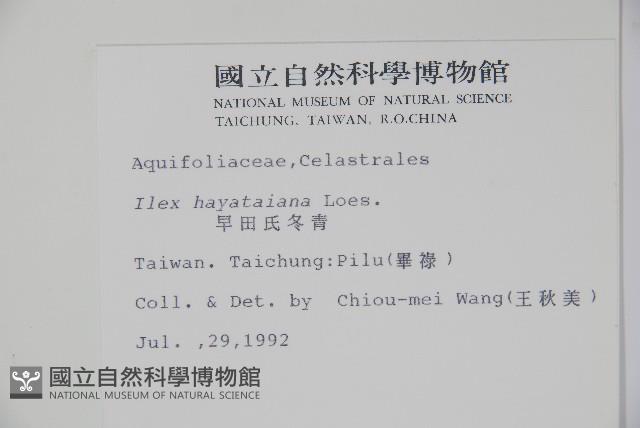 國立自然科學博物館
NATIONAL MUSEUM OF NATURAL SCIENCE
TAICHUNG, TAIWAN, R.O.CHINA
Aquifoliaceae,Celastrales
Ilex hayataiana Loes.
早田氏冬青
Taiwan. Taichung:Pilu(畢祿)
Coll. & Det. by Chiou-mei Wang(王秋美)
Jul. ,29,1992
國立自然科學博物館
NATIONAL MUSEUM OF NATURAL SCIENCE